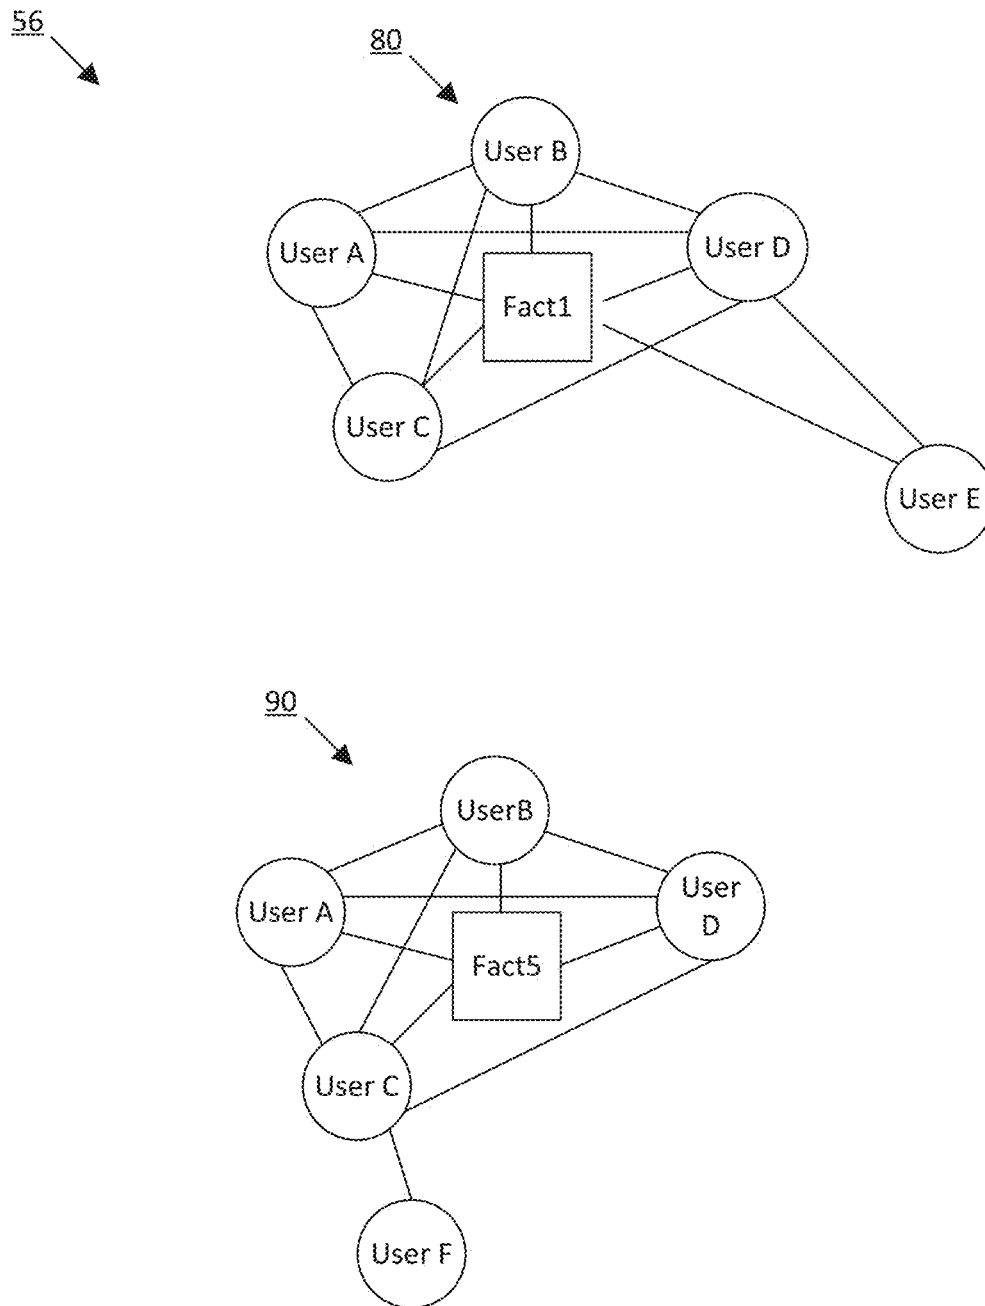 56
80
User B
User A
User D
Fact1
User C
User E
90
UserB
User A
User
D
Fact5
User C
User F